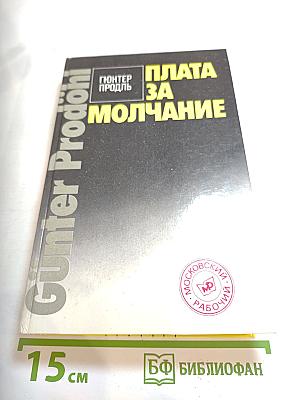 Günter Prodöhl
ГЮНТЕР
ПРОДЛЬ
ПЛАТА
ЗА
МОЛЧАНИЕ
МОСКОВСКИЙ
МР
РАБОЧИЙ
15 см
БФ БИБЛИОФАН